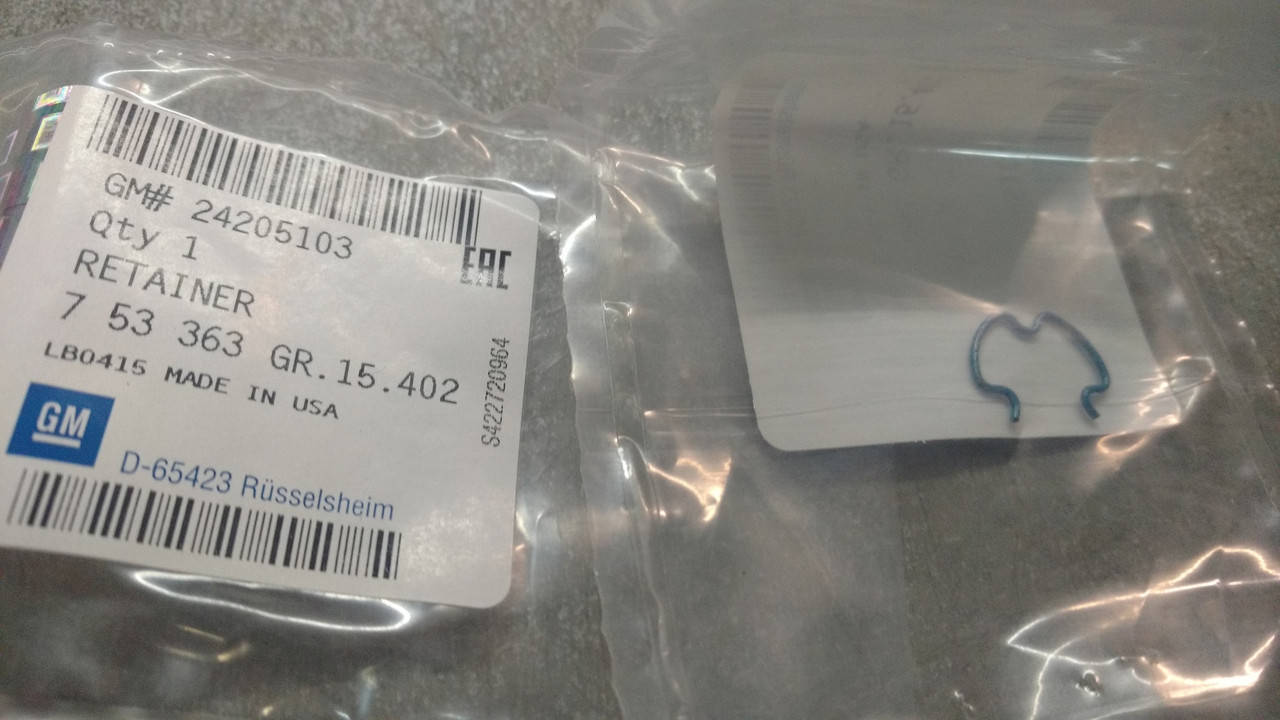 GM# 24205103
Qty 1
EAC
RETAINER
7 53 363 GR.15.402
LB0415 MADE IN USA
S422720964
GM
D-65423 Rüsselsheim